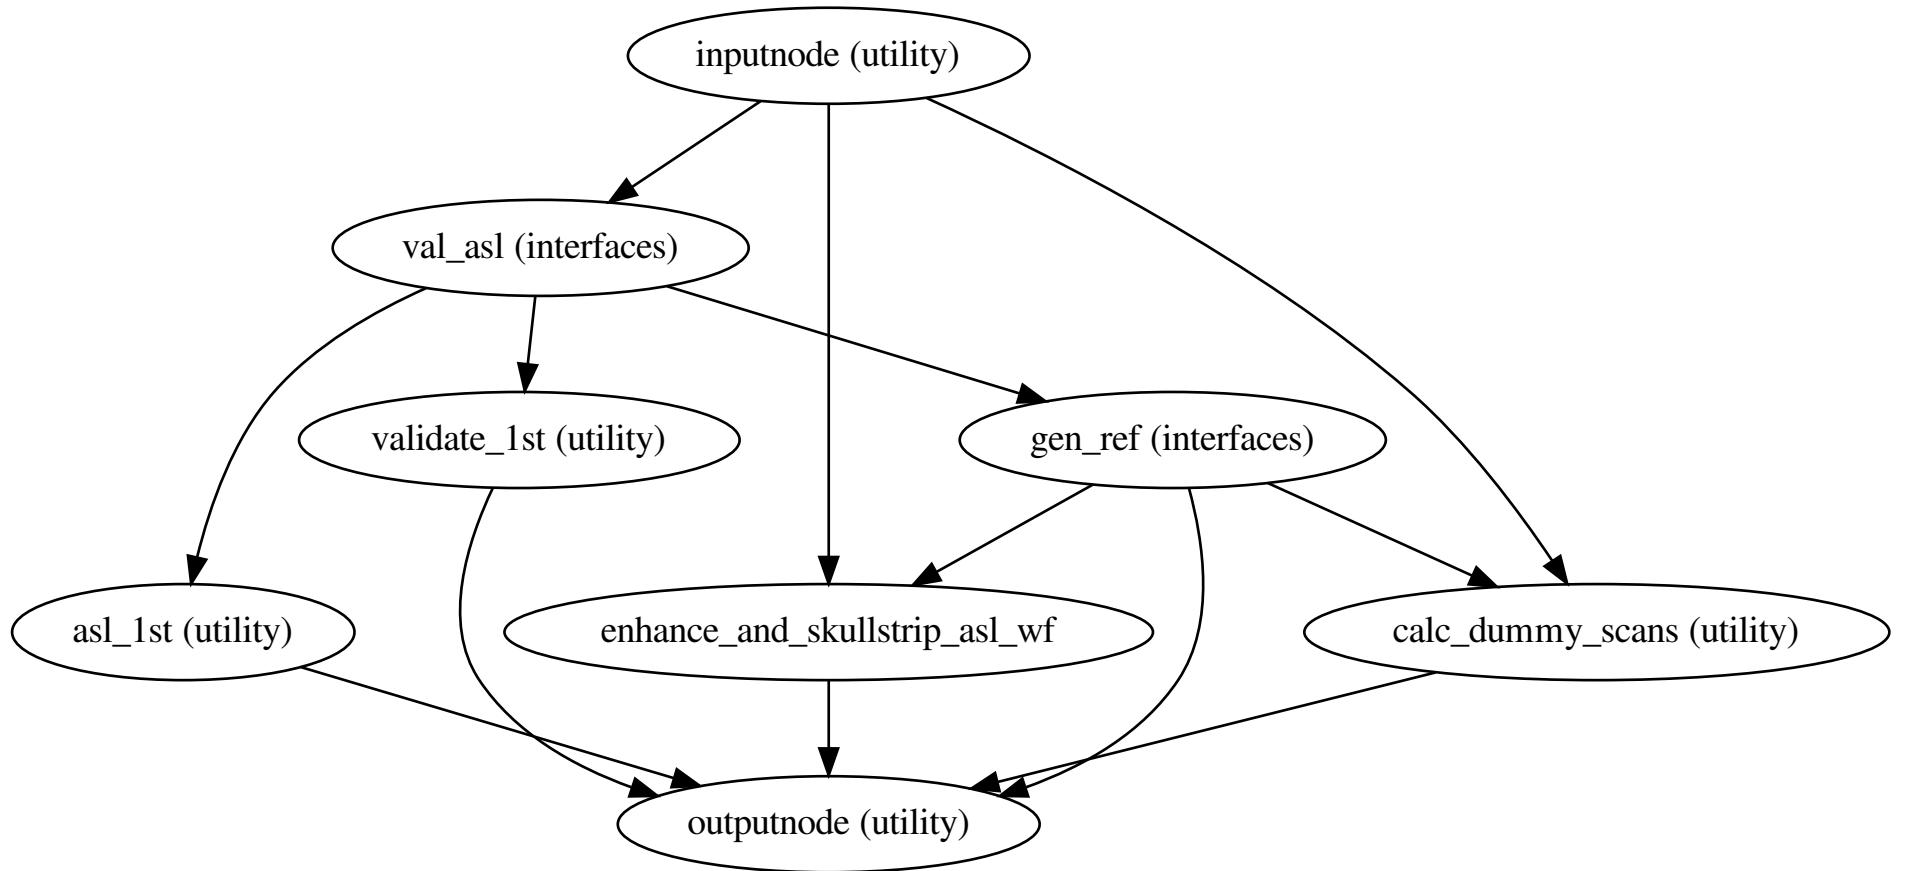 inputnode (utility)
val_asl (interfaces)
validate_1st (utility)
gen_ref (interfaces)
asl_1st (utility)
enhance_and_skullstrip_asl_wf
calc_dummy_scans (utility)
outputnode (utility)